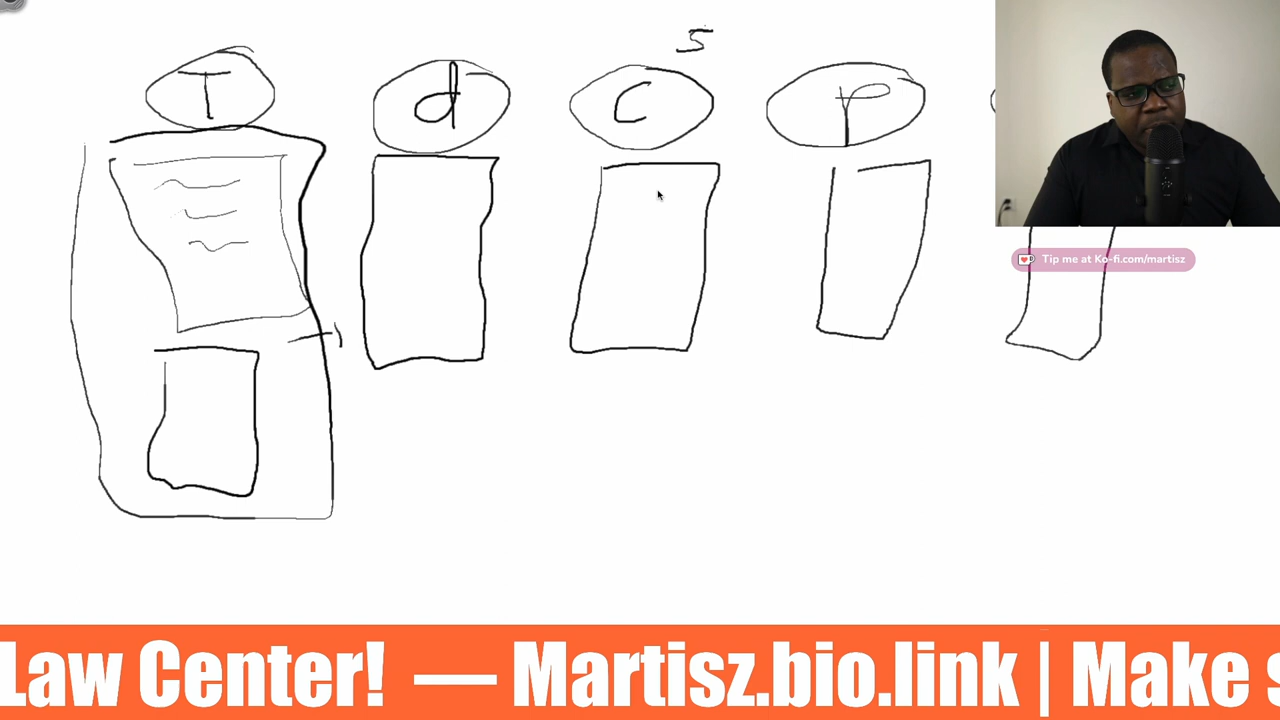 5
T d C P
Tip me at Ko-fi.com/martisz
Law Center! — Martisz.bio.link | Make s